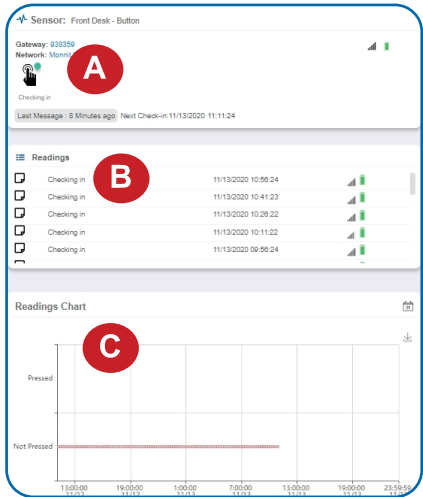 Sensor: Front Desk - Button
Gateway: 938359
Network: Monnit
A
Checking in
Last Message : 8 Minutes ago Next Check-in:11/13/2020 11:11:24
Readings
B
Checking in 11/13/2020 10:56:24
Checking in 11/13/2020 10:41:23
Checking in 11/13/2020 10:26:22
Checking in 11/13/2020 10:11:22
Checking in 11/13/2020 09:56:24
Readings Chart
C
Pressed
Not Pressed
13:00:00 19:00:00 1:00:00 7:00:00 13:00:00 19:00:00 23:59:59